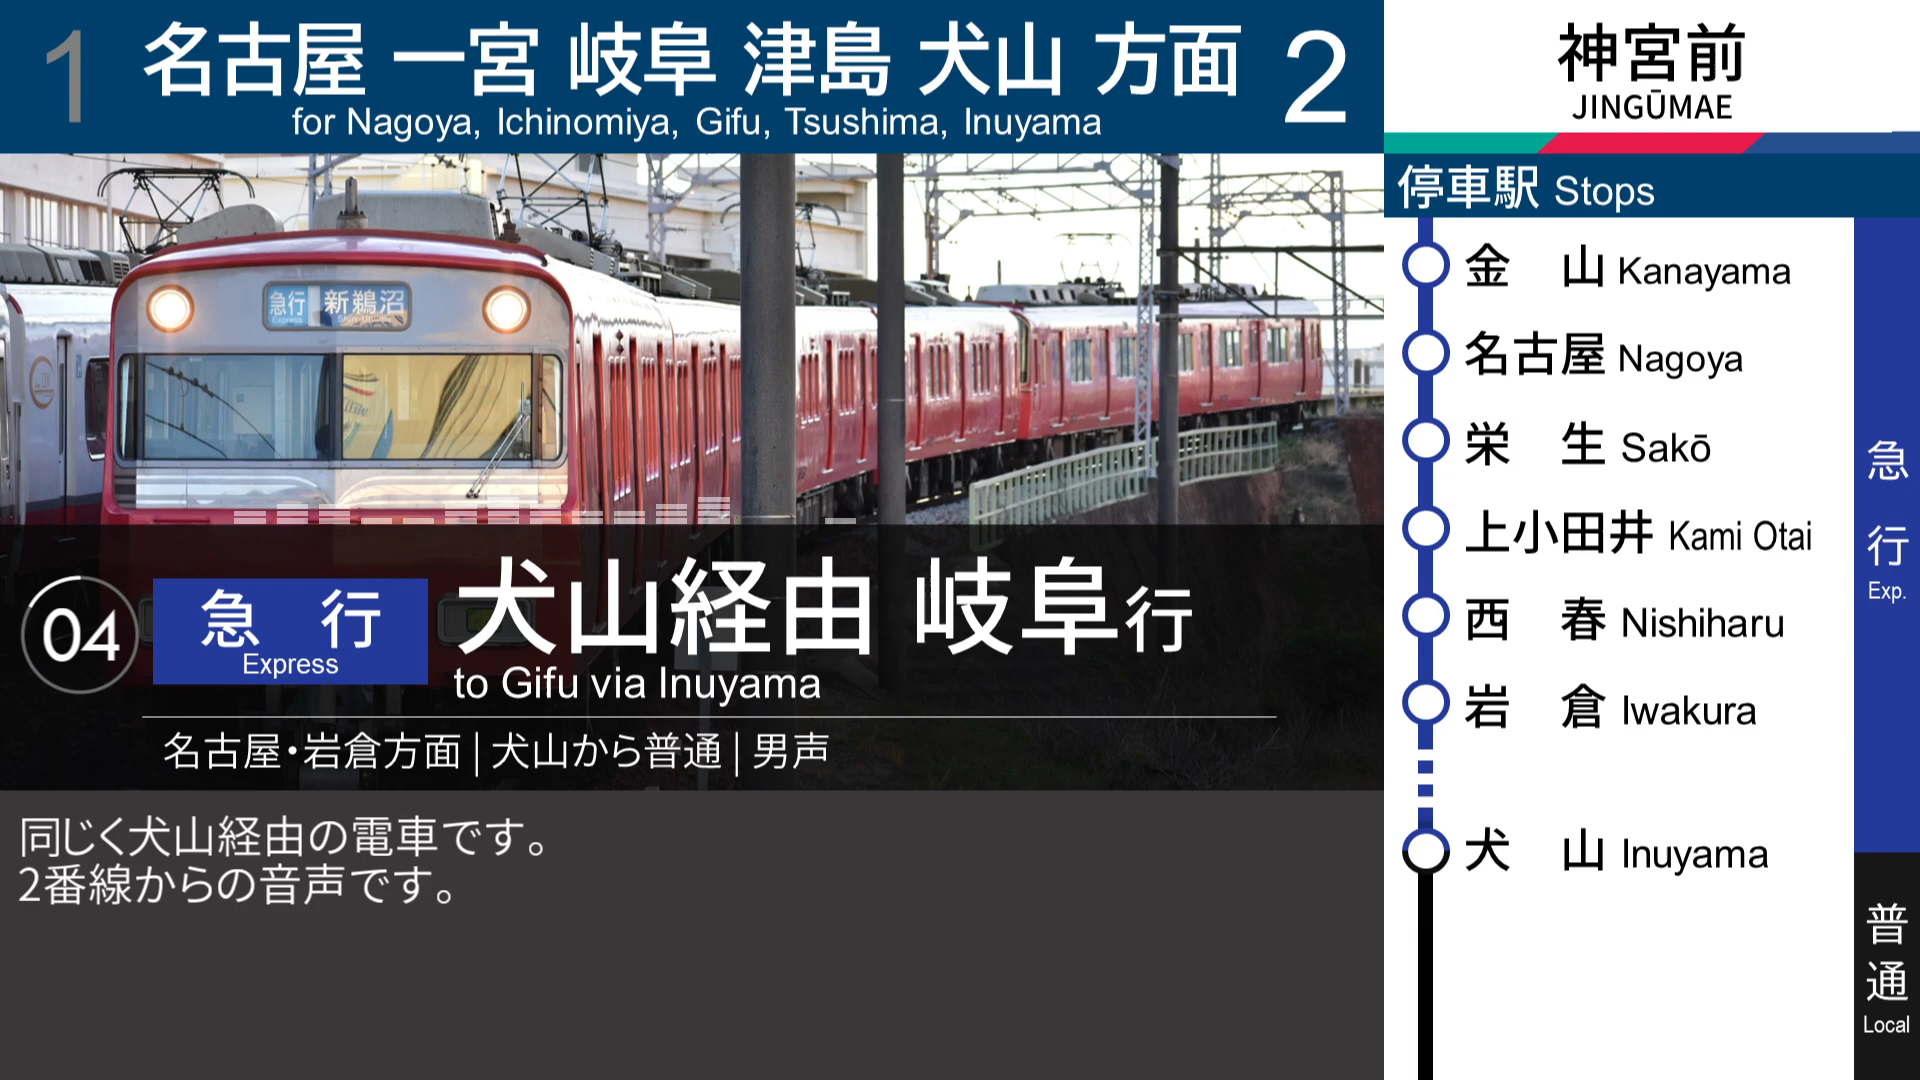 1
名古屋 一宮 岐阜 津島 犬山 方面
for Nagoya, Ichinomiya, Gifu, Tsushima, Inuyama
2
急行 新鵜沼
Express
04
急 行
Express
犬山経由 岐阜行
to Gifu via Inuyama
名古屋・岩倉方面 | 犬山から普通 | 男声
同じく犬山経由の電車です。
2番線からの音声です。
神宮前
JINGŪMAE
停車駅 Stops
金 山 Kanayama
名古屋 Nagoya
栄 生 Sakō
上小田井 Kami Otai
西 春 Nishiharu
岩 倉 Iwakura
犬 山 Inuyama
急行
Exp.
普通
Local